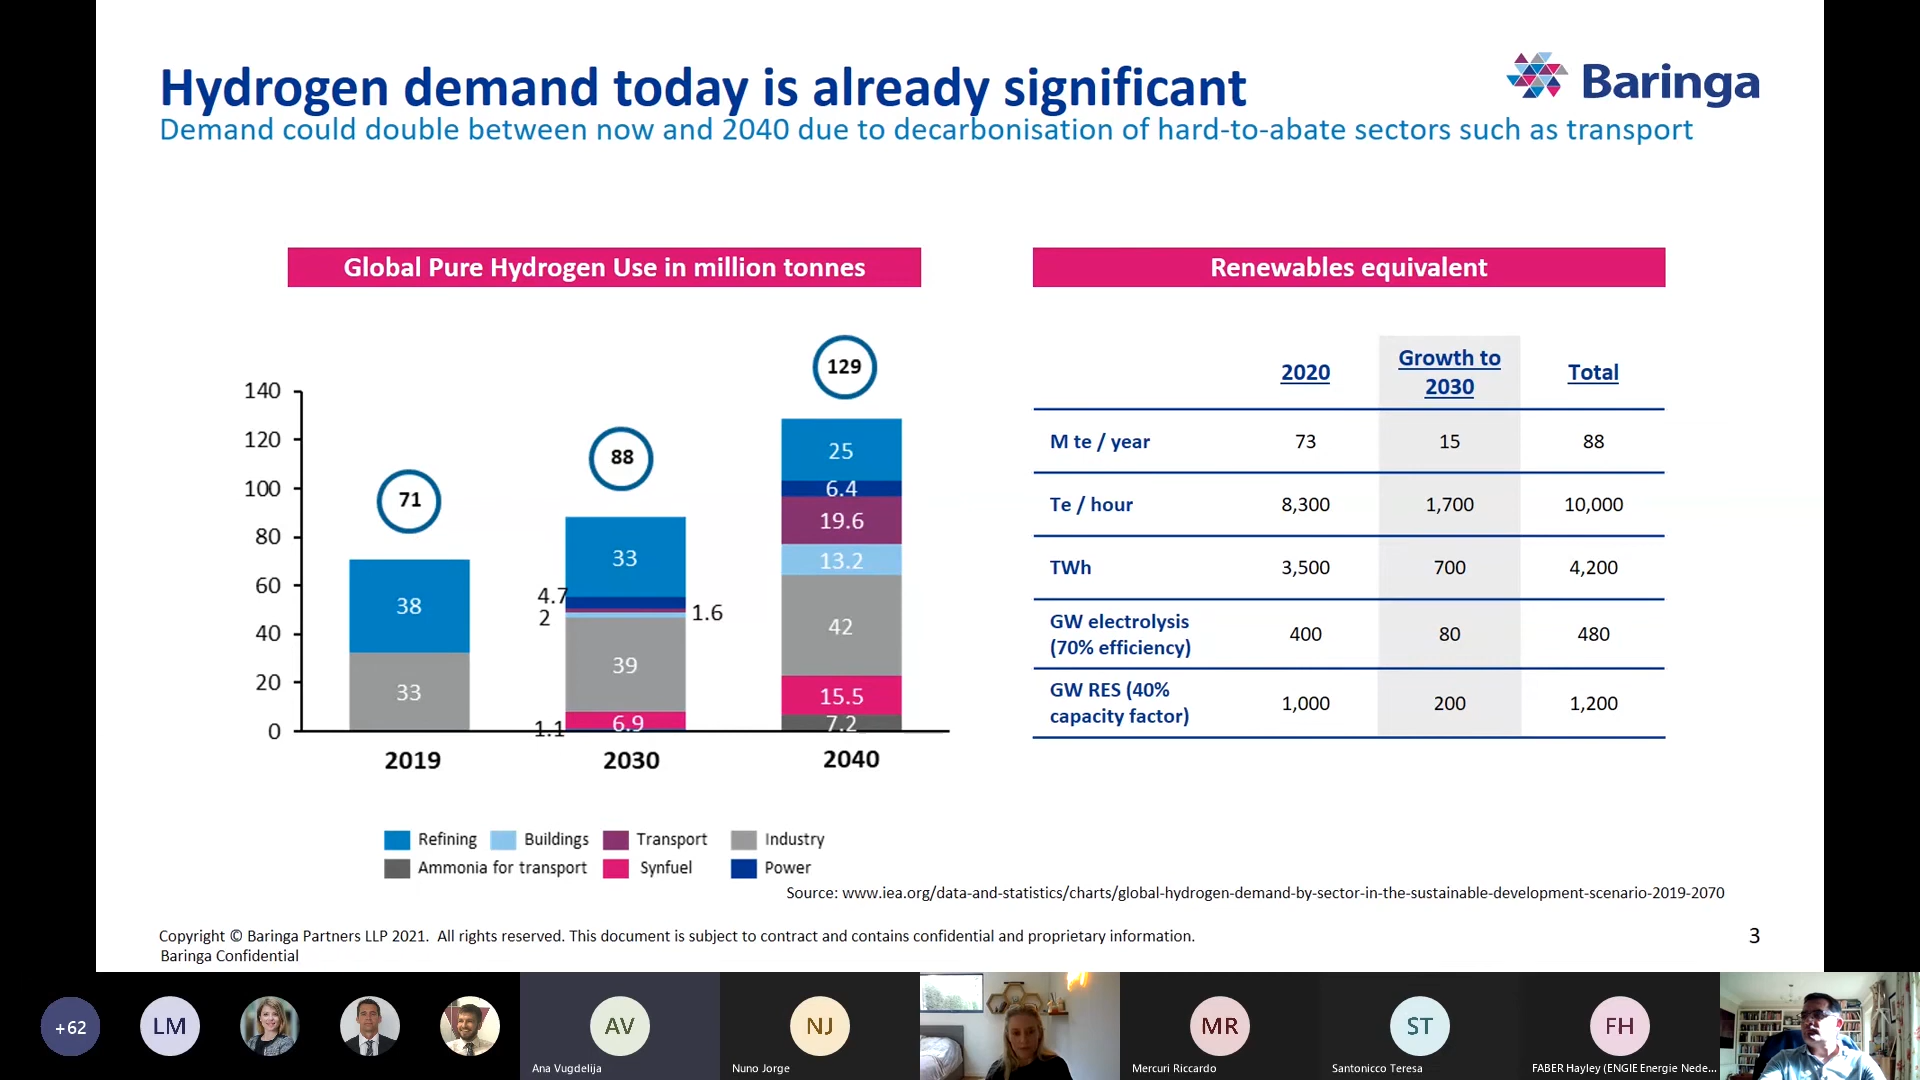 Hydrogen demand today is already significant
Baringa
Demand could double between now and 2040 due to decarbonisation of hard-to-abate sectors such as transport
Global Pure Hydrogen Use in million tonnes
140
120
100
80
60
40
20
0
71
38
33
2019
88
33
4.7
2
1.6
39
1.1
6.9
2030
129
25
6.4
19.6
13.2
42
15.5
7.2
2040
Refining Buildings Transport Industry
Ammonia for transport Synfuel Power
Renewables equivalent
2020 Growth to 2030 Total
M te / year 73 15 88
Te / hour 8,300 1,700 10,000
TWh 3,500 700 4,200
GW electrolysis
(70% efficiency) 400 80 480
GW RES (40%
capacity factor) 1,000 200 1,200
Source: www.iea.org/data-and-statistics/charts/global-hydrogen-demand-by-sector-in-the-sustainable-development-scenario-2019-2070
Copyright © Baringa Partners LLP 2021. All rights reserved. This document is subject to contract and contains confidential and proprietary information.
Baringa Confidential
3
+62
LM
AV
Ana Vugdelija
NJ
Nuno Jorge
MR
Mercuri Riccardo
ST
Santonicco Teresa
FH
FABER Hayley (ENGIE Energie Nede...